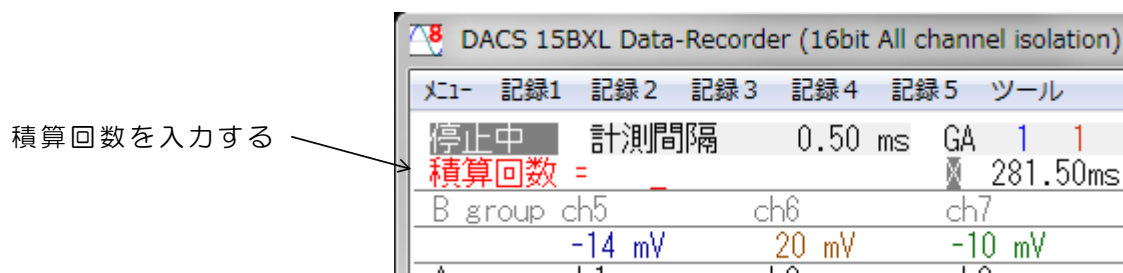 DACS 15BXL Data-Recorder (16bit All channel isolation)
ﾒﾆｭｰ 記録1 記録2 記録3 記録4 記録5 ツール
積算回数を入力する
停止中 計測間隔 0.50 ms GA 1 1
積算回数 = _ X 281.50ms
B group ch5 ch6 ch7
-14 mV 20 mV -10 mV